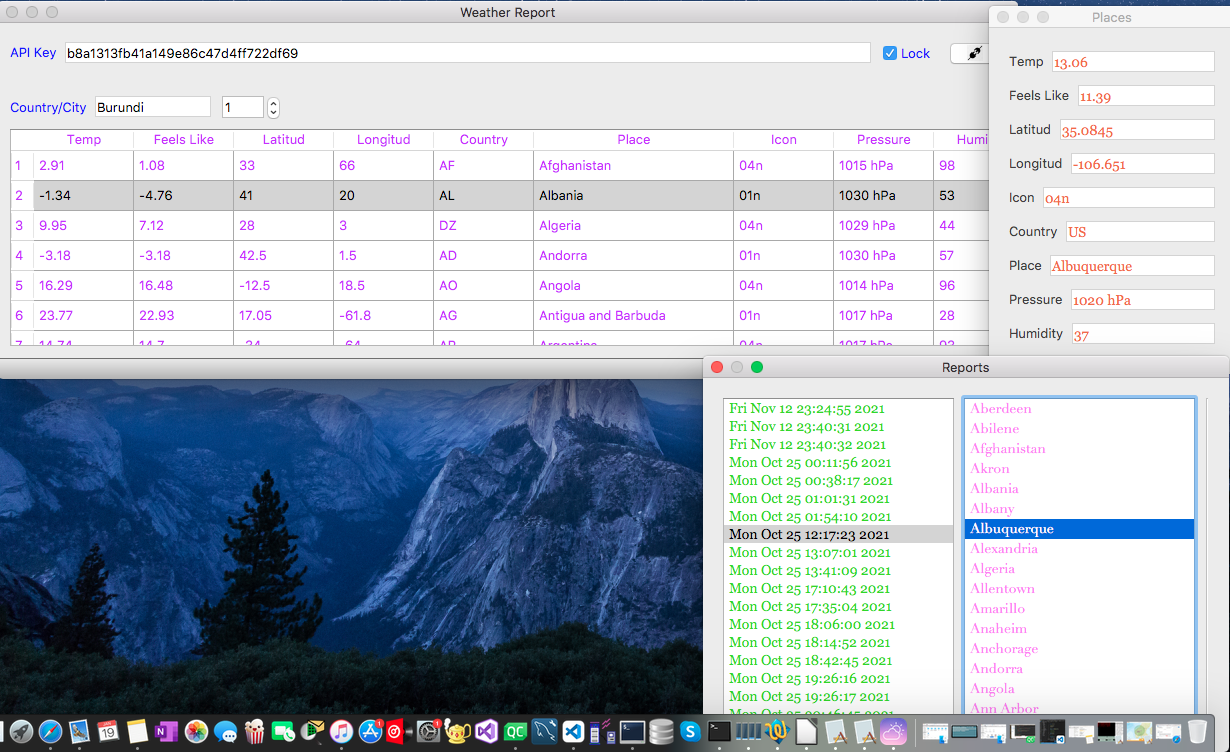 Weather Report
API Key b8a1313fb41a149e86c47d4ff722df69 Lock
Country/City Burundi 1
Temp Feels Like Latitud Longitud Country Place Icon Pressure Humi
1 2.91 1.08 33 66 AF Afghanistan 04n 1015 hPa 98
2 -1.34 -4.76 41 20 AL Albania 01n 1030 hPa 53
3 9.95 7.12 28 3 DZ Algeria 04n 1029 hPa 44
4 -3.18 -3.18 42.5 1.5 AD Andorra 01n 1030 hPa 57
5 16.29 16.48 -12.5 18.5 AO Angola 04n 1014 hPa 96
6 23.77 22.93 17.05 -61.8 AG Antigua and Barbuda 01n 1017 hPa 28
Places
Temp 13.06
Feels Like 11.39
Latitud 35.0845
Longitud -106.651
Icon 04n
Country US
Place Albuquerque
Pressure 1020 hPa
Humidity 37
Reports
Fri Nov 12 23:24:55 2021
Fri Nov 12 23:40:31 2021
Fri Nov 12 23:40:32 2021
Mon Oct 25 00:11:56 2021
Mon Oct 25 00:38:17 2021
Mon Oct 25 01:01:31 2021
Mon Oct 25 01:54:10 2021
Mon Oct 25 12:17:23 2021
Mon Oct 25 13:07:01 2021
Mon Oct 25 13:41:09 2021
Mon Oct 25 17:10:43 2021
Mon Oct 25 17:35:04 2021
Mon Oct 25 18:06:00 2021
Mon Oct 25 18:14:52 2021
Mon Oct 25 18:42:45 2021
Mon Oct 25 19:26:16 2021
Mon Oct 25 19:26:17 2021
Aberdeen
Abilene
Afghanistan
Akron
Albania
Albany
Albuquerque
Alexandria
Algeria
Allentown
Amarillo
Anaheim
Anchorage
Andorra
Angola
Ann Arbor
19
QC